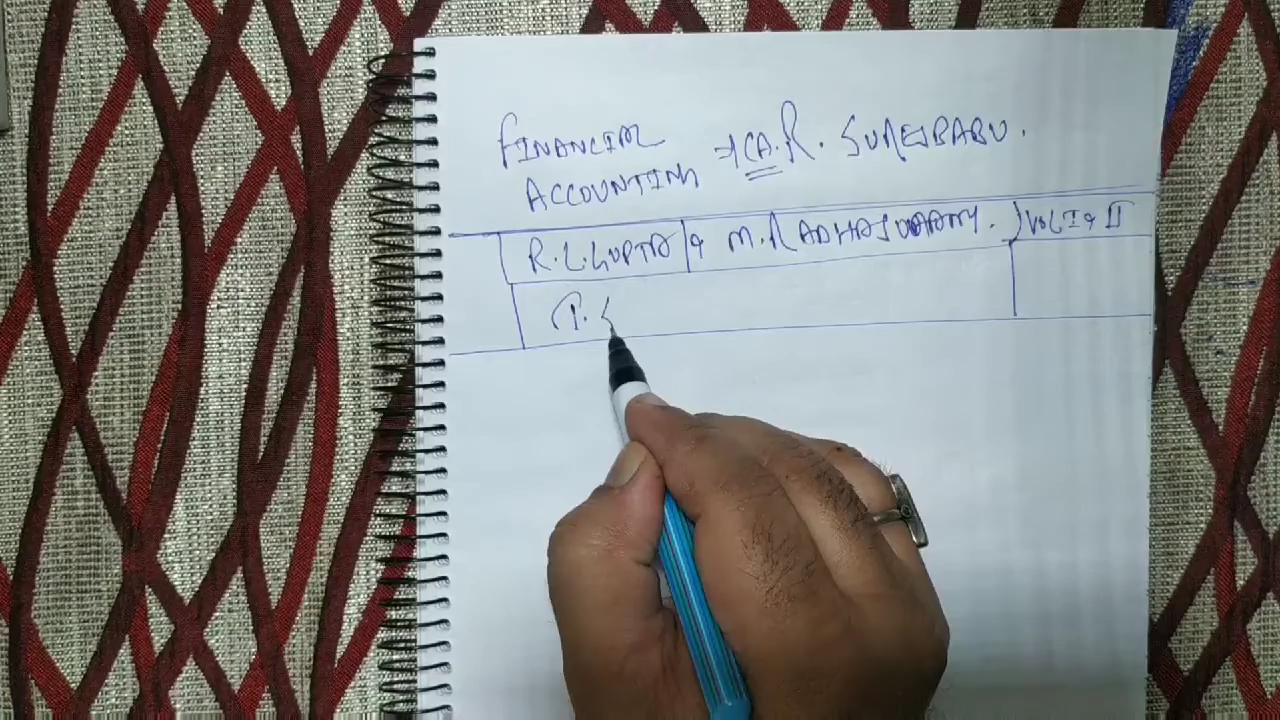 FINANCIAL
ACCOUNTING → CA. R. SURESBABU.
R. L. GUPTA & M. RADHASWAMY. ) VOL I & II
T. S